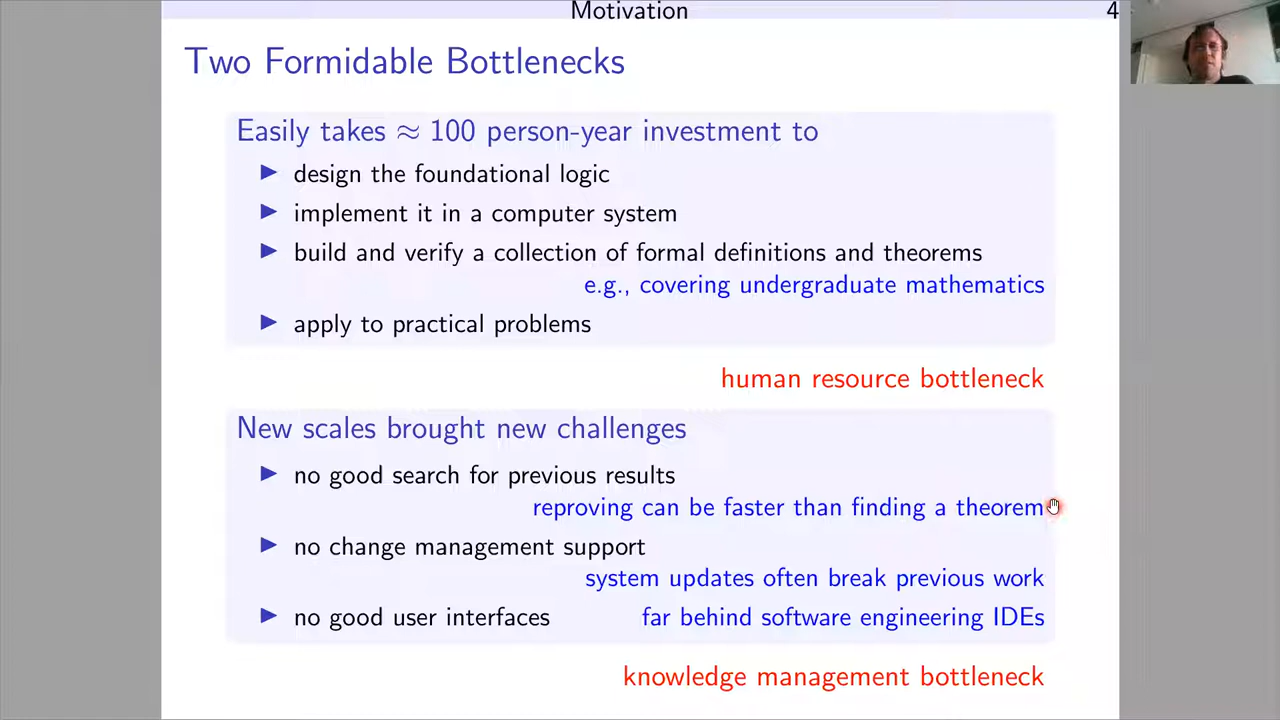 Motivation 4
Two Formidable Bottlenecks
Easily takes ≈ 100 person-year investment to
▶ design the foundational logic
▶ implement it in a computer system
▶ build and verify a collection of formal definitions and theorems
e.g., covering undergraduate mathematics
▶ apply to practical problems
human resource bottleneck
New scales brought new challenges
▶ no good search for previous results
reproving can be faster than finding a theorem
▶ no change management support
system updates often break previous work
▶ no good user interfaces far behind software engineering IDEs
knowledge management bottleneck